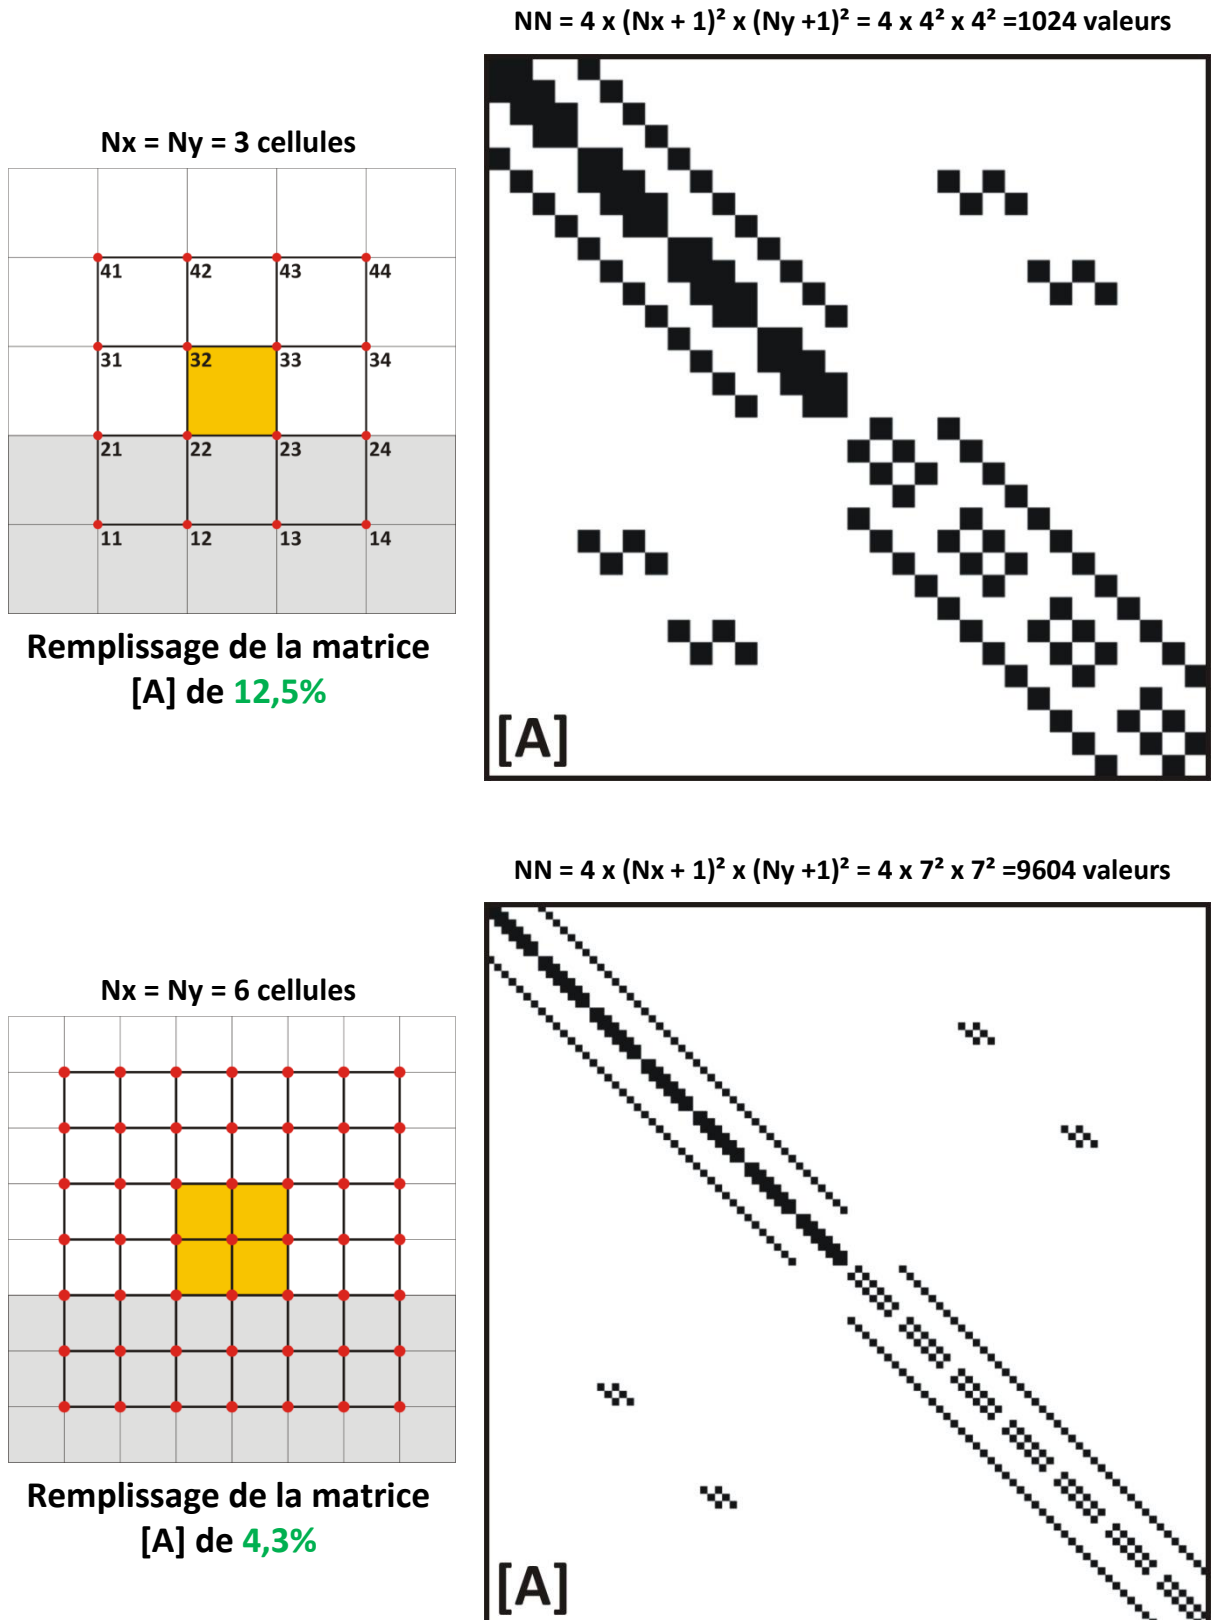 NN = 4 x (Nx + 1)² x (Ny +1)² = 4 x 4² x 4² =1024 valeurs
Nx = Ny = 3 cellules
41 42 43 44
31 32 33 34
21 22 23 24
11 12 13 14
Remplissage de la matrice
[A] de 12,5%
[A]
NN = 4 x (Nx + 1)² x (Ny +1)² = 4 x 7² x 7² =9604 valeurs
Nx = Ny = 6 cellules
Remplissage de la matrice
[A] de 4,3%
[A]